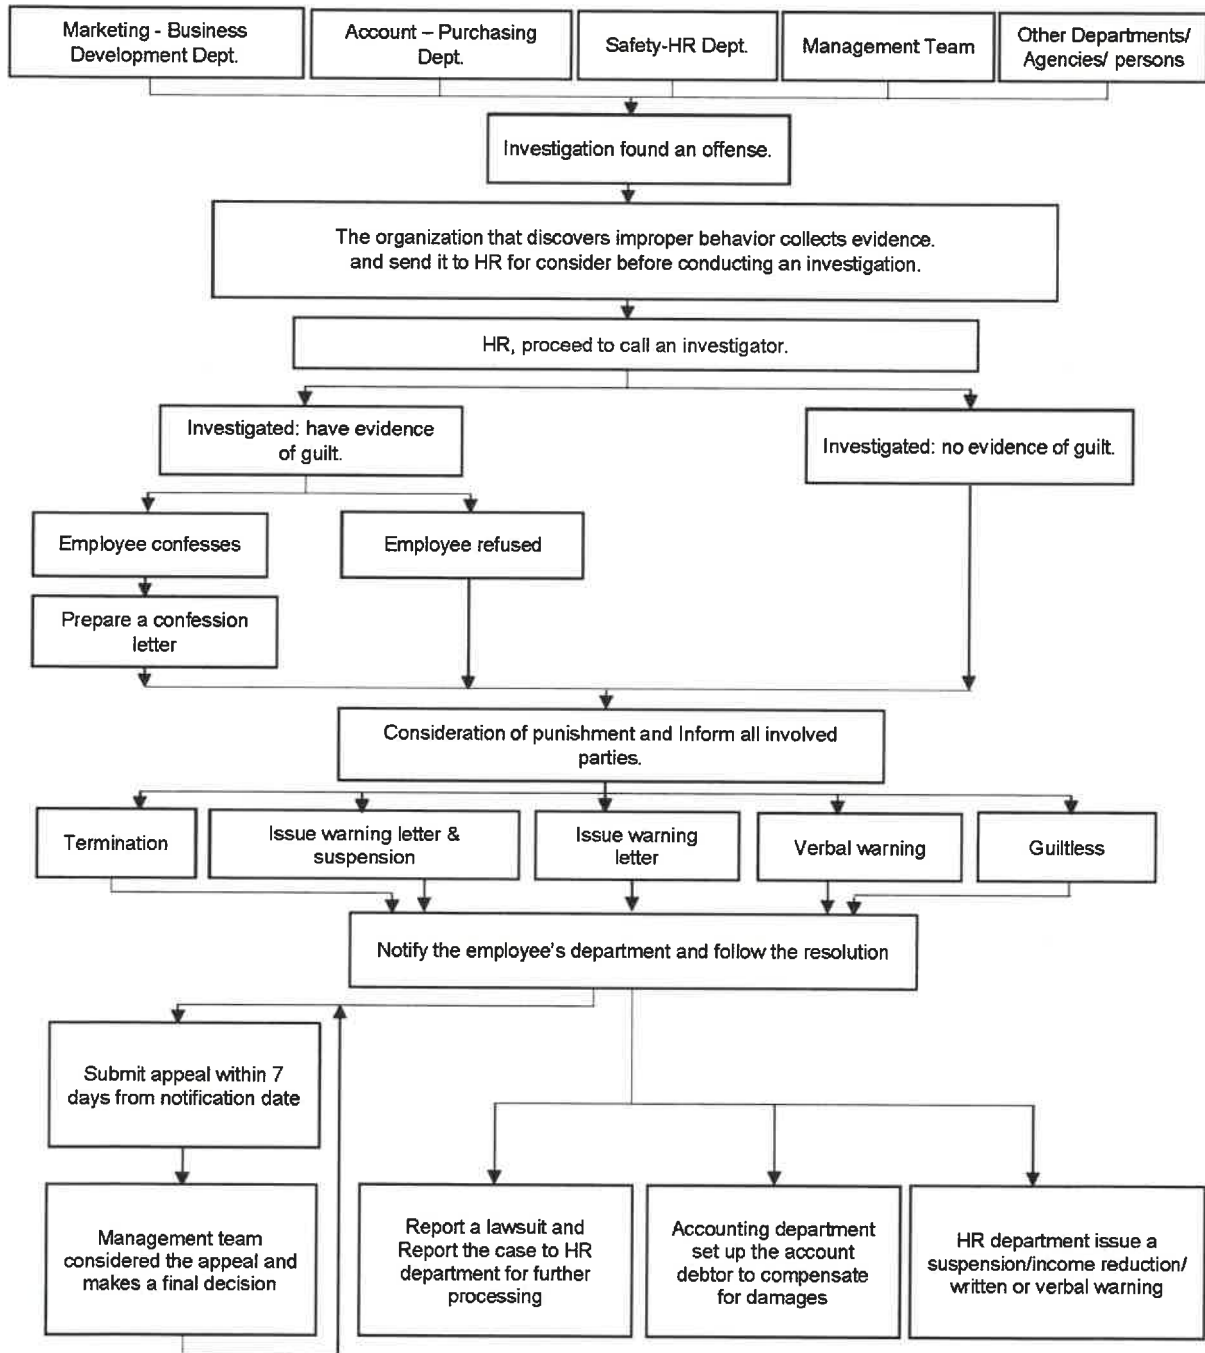 Marketing - Business
Development Dept.
Account – Purchasing
Dept.
Safety-HR Dept.
Management Team
Other Departments/
Agencies/ persons
Investigation found an offense.
The organization that discovers improper behavior collects evidence.
and send it to HR for consider before conducting an investigation.
HR, proceed to call an investigator.
Investigated: have evidence
of guilt.
Investigated: no evidence of guilt.
Employee confesses
Employee refused
Prepare a confession
letter
Consideration of punishment and Inform all involved
parties.
Termination
Issue warning letter &
suspension
Issue warning
letter
Verbal warning
Guiltless
Notify the employee's department and follow the resolution
Submit appeal within 7
days from notification date
Management team
considered the appeal and
makes a final decision
Report a lawsuit and
Report the case to HR
department for further
processing
Accounting department
set up the account
debtor to compensate
for damages
HR department issue a
suspension/income reduction/
written or verbal warning